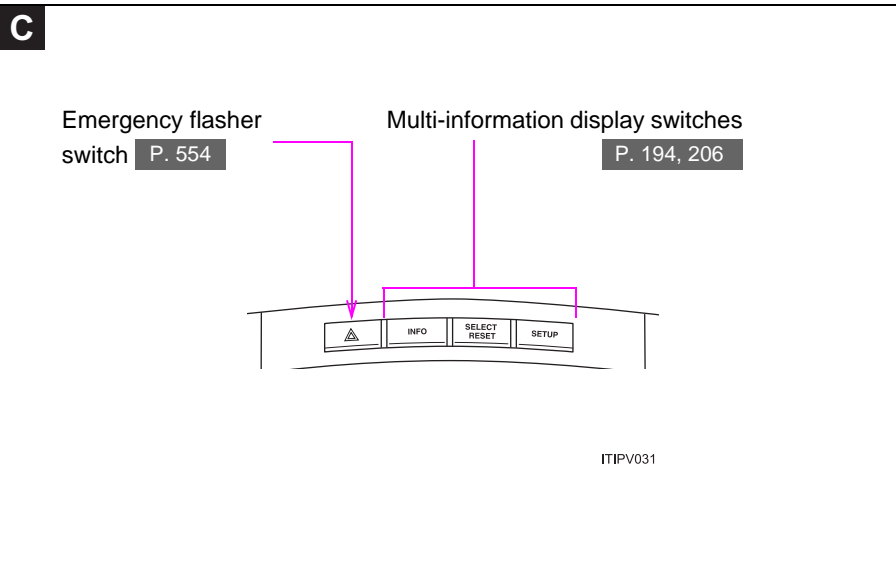 C
Emergency flasher
switch P. 554
Multi-information display switches
P. 194, 206
INFO
SELECT
RESET
SETUP
ITIPV031